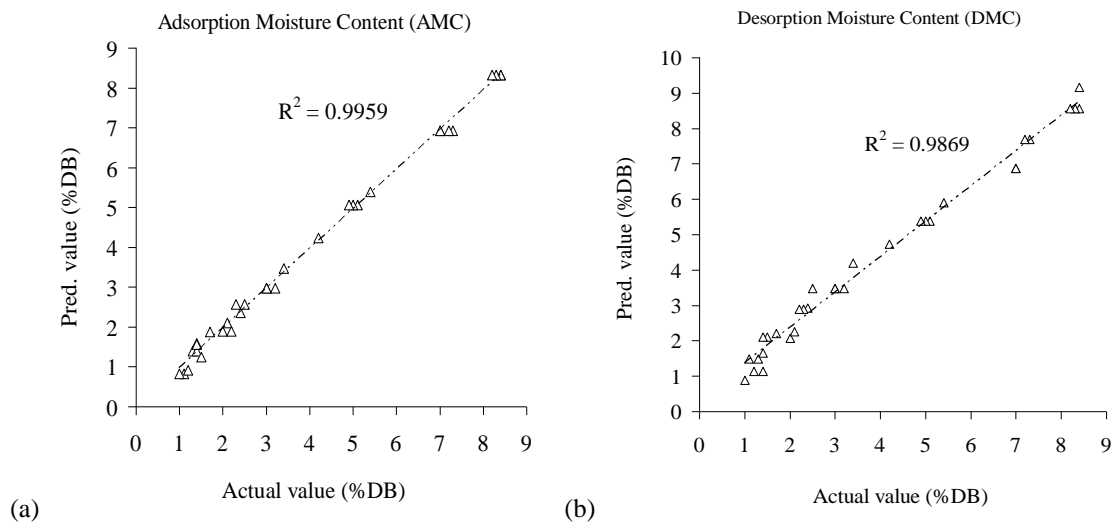 Adsorption Moisture Content (AMC)
9
8
7
6
5
4
3
2
1
0
R² = 0.9959
Pred. value (%DB)
0 1 2 3 4 5 6 7 8 9
Actual value (%DB)
(a)
Desorption Moisture Content (DMC)
10
9
8
7
6
5
4
3
2
1
0
R² = 0.9869
Pred. value (%DB)
0 1 2 3 4 5 6 7 8 9
Actual value (%DB)
(b)